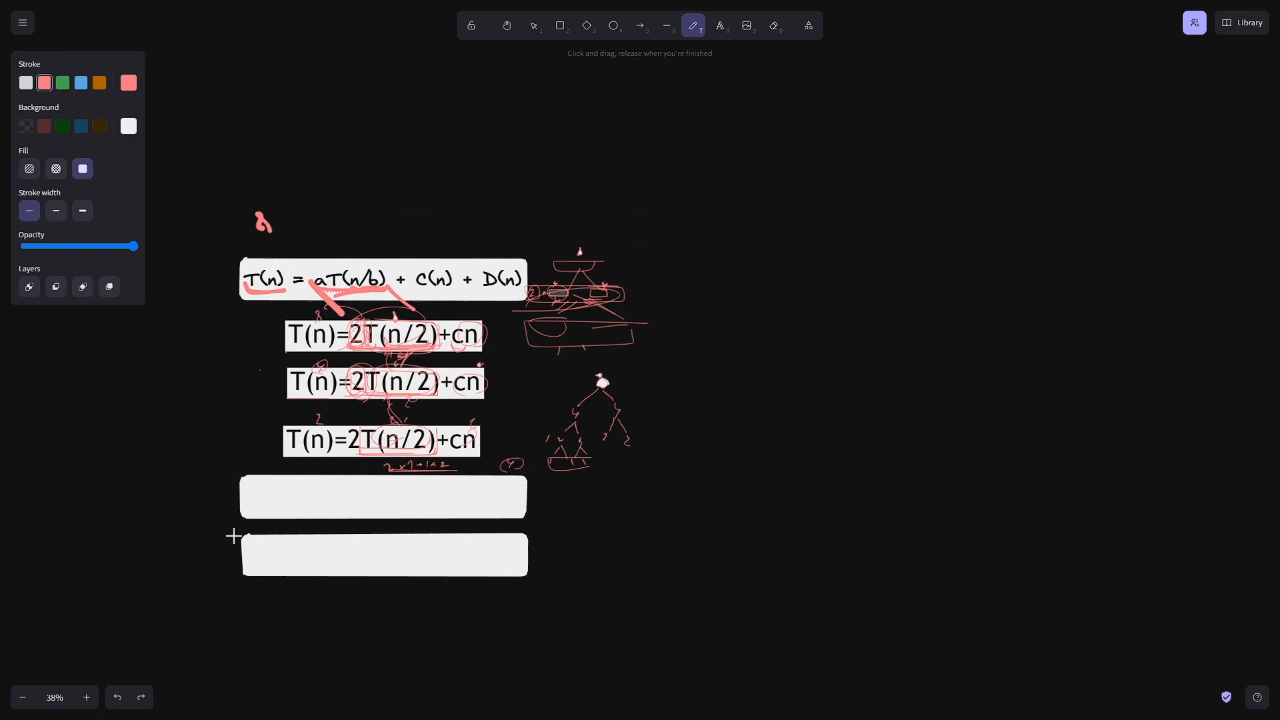 Library
Click and drag, release when you're finished
Stroke
Background
Fill
Stroke width
Opacity
Layers
T(n) = aT(n/b) + C(n) + D(n)
T(n)=2T(n/2)+cn
T(n)=2T(n/2)+cn
T(n)=2T(n/2)+cn
38%